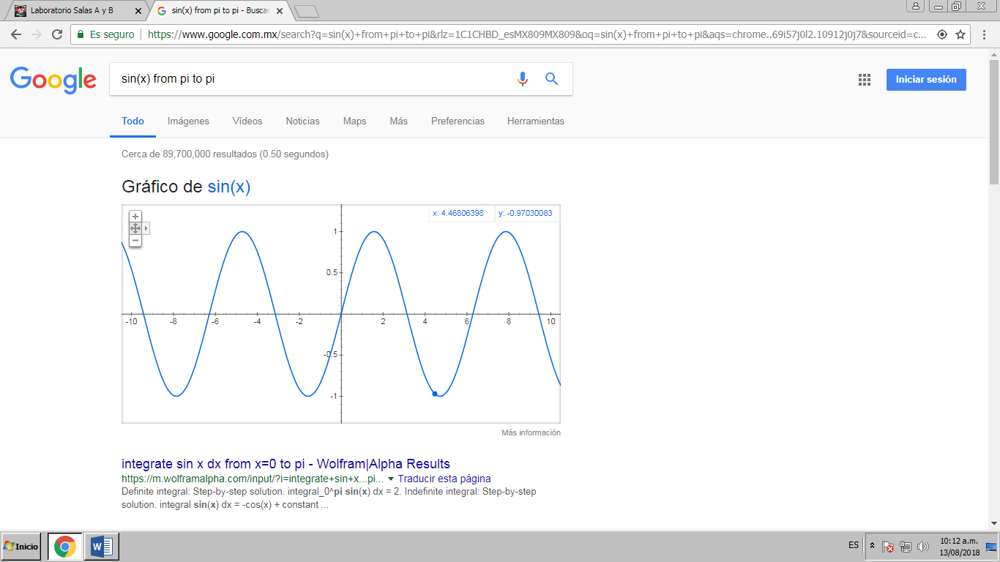 Laboratorio Salas A y B
sin(x) from pi to pi - Buscar
Es seguro
https://www.google.com.mx/search?q=sin(x)+from+pi+to+pi&rlz=1C1CHBD_esMX809MX809&oq=sin(x)+from+pi+to+pi&aqs=chrome..69i57j0l2.10912j0j7&sourceid=c...
Google
sin(x) from pi to pi
Iniciar sesión
Todo Imágenes Vídeos Noticias Maps Más Preferencias Herramientas
Cerca de 89,700,000 resultados (0.50 segundos)
Gráfico de sin(x)
x: 4.46806398 y: -0.97030083
1
0.5
-10 -8 -6 -4 -2 2 4 6 8 10
-0.5
-1
Más información
integrate sin x dx from x=0 to pi - Wolfram|Alpha Results
https://m.wolframalpha.com/input/?i=integrate+sin+x...pi... Traducir esta página
Definite integral: Step-by-step solution. integral_0^pi sin(x) dx = 2. Indefinite integral: Step-by-step
solution. integral sin(x) dx = -cos(x) + constant ...
Inicio
ES
10:12 a.m.
13/08/2018